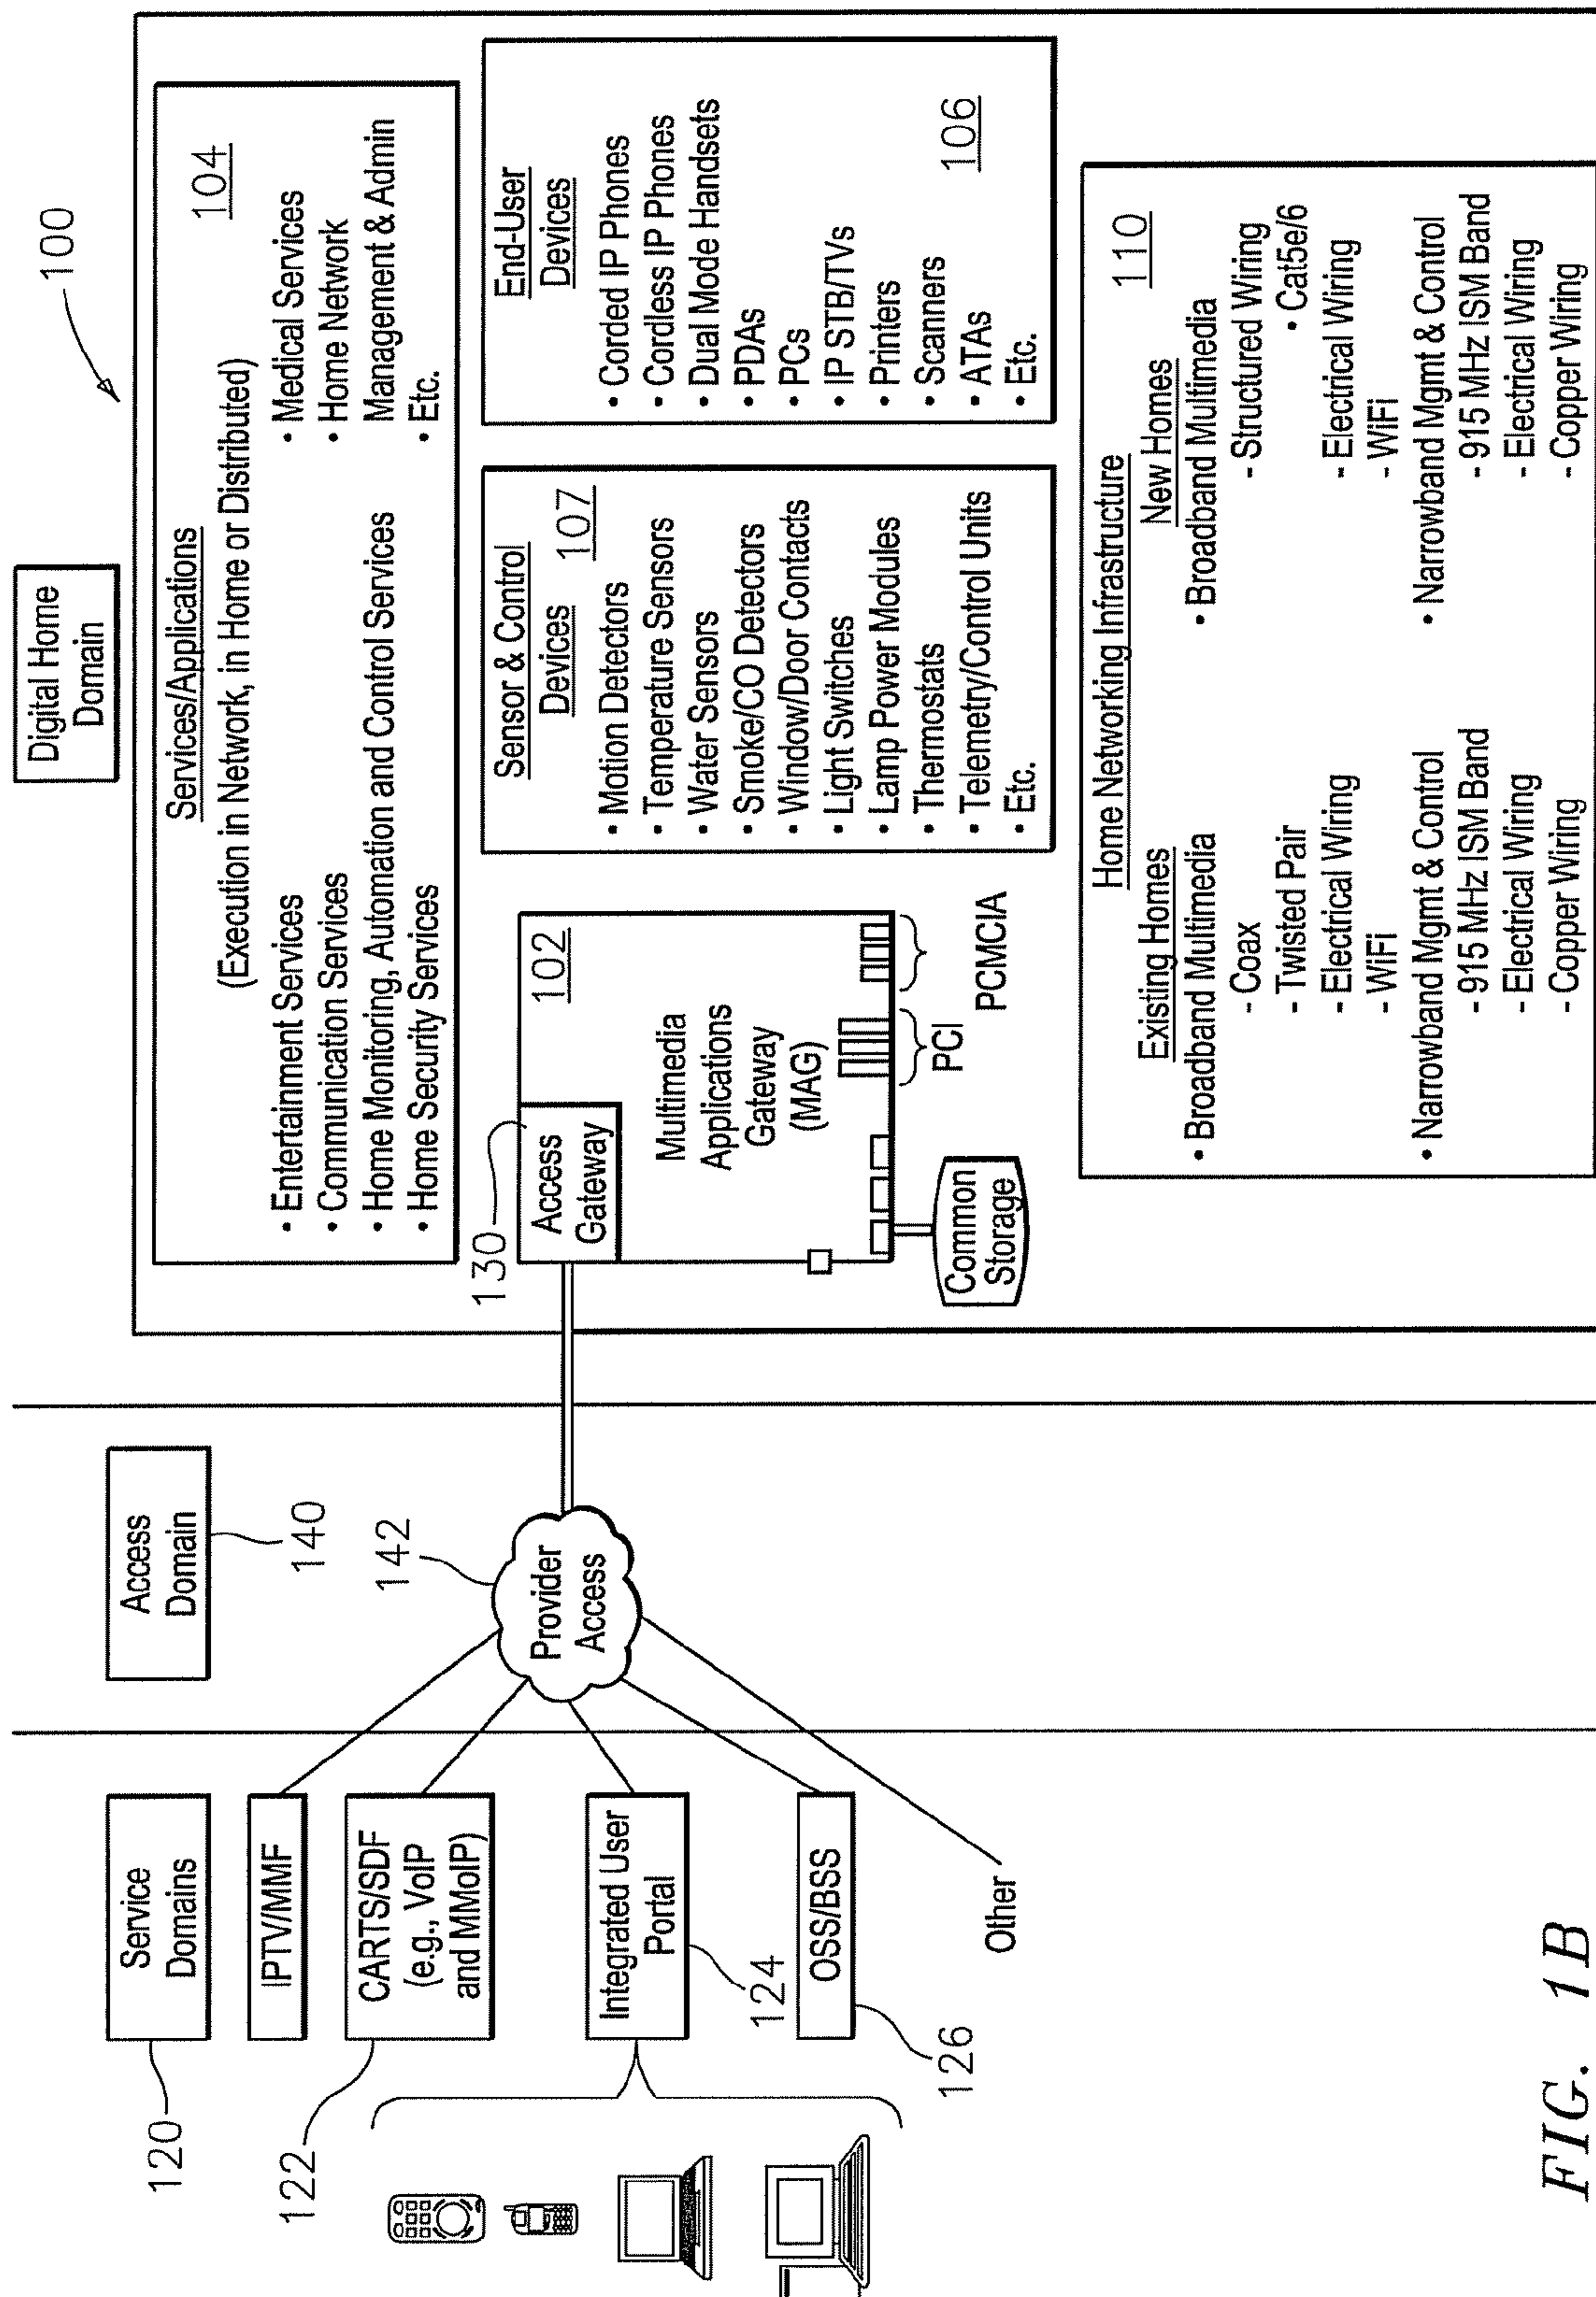 Service
Domains
120
IPTV/MMF
CARTS/SDF
(e.g., VoIP
and MMoIP)
122
Integrated User
Portal
124
OSS/BSS
126
Other
Access
Domain
140
142
Provider
Access
Digital Home
Domain
100
Services/Applications
(Execution in Network, in Home or Distributed)
104
• Entertainment Services
• Communication Services
• Home Monitoring, Automation and Control Services
• Home Security Services
• Medical Services
• Home Network
Management & Admin
• Etc.
130
Access
Gateway
102
Multimedia
Applications
Gateway
(MAG)
PCI
PCMCIA
Common
Storage
Sensor & Control
Devices
107
• Motion Detectors
• Temperature Sensors
• Water Sensors
• Smoke/CO Detectors
• Window/Door Contacts
• Light Switches
• Lamp Power Modules
• Thermostats
• Telemetry/Control Units
• Etc.
End-User
Devices
• Corded IP Phones
• Cordless IP Phones
• Dual Mode Handsets
• PDAs
• PCs
• IP STB/TVs
• Printers
• Scanners
• ATAs
• Etc.
106
Home Networking Infrastructure
110
Existing Homes
• Broadband Multimedia
- Coax
- Twisted Pair
- Electrical Wiring
- WiFi
• Narrowband Mgmt & Control
- 915 MHz ISM Band
- Electrical Wiring
- Copper Wiring
New Homes
• Broadband Multimedia
- Structured Wiring
• Cat5e/6
- Electrical Wiring
- WiFi
• Narrowband Mgmt & Control
- 915 MHz ISM Band
- Electrical Wiring
- Copper Wiring
FIG. 1B